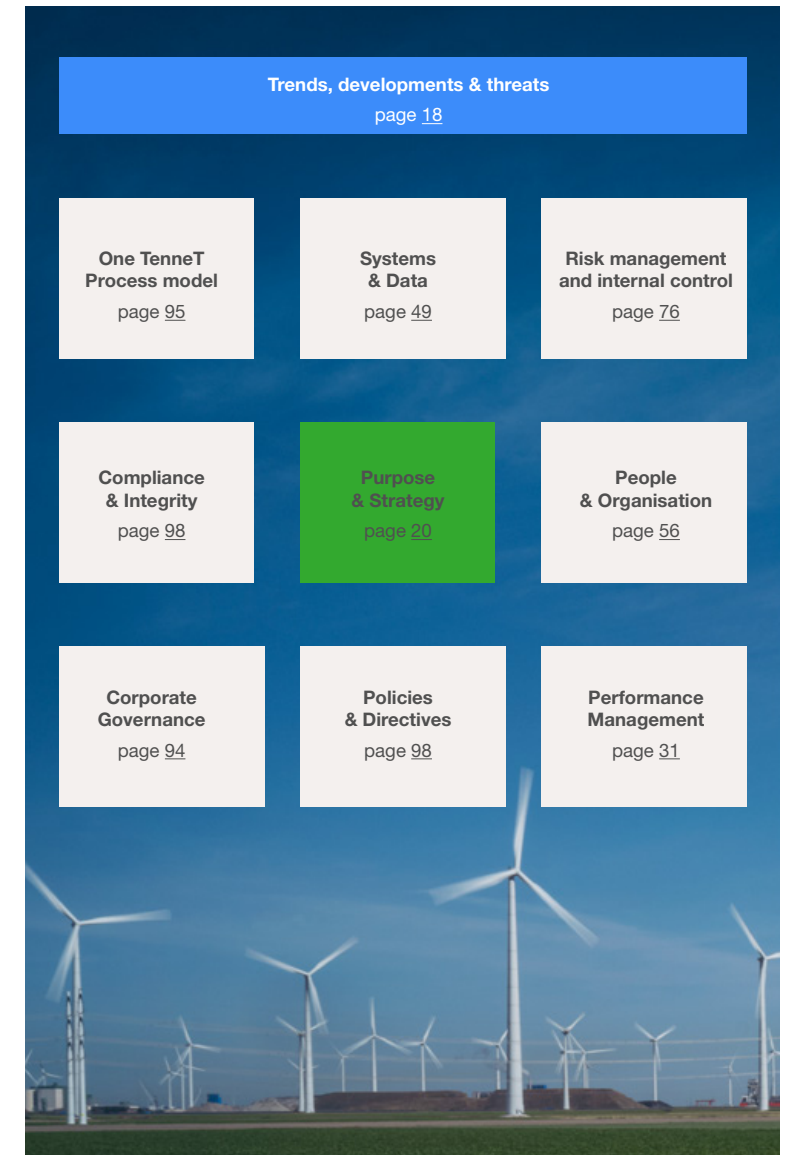 Trends, developments & threats
page 18
One TenneT
Process model
page 95
Systems
& Data
page 49
Risk management
and internal control
page 76
Compliance
& Integrity
page 98
Purpose
& Strategy
page 20
People
& Organisation
page 56
Corporate
Governance
page 94
Policies
& Directives
page 98
Performance
Management
page 31